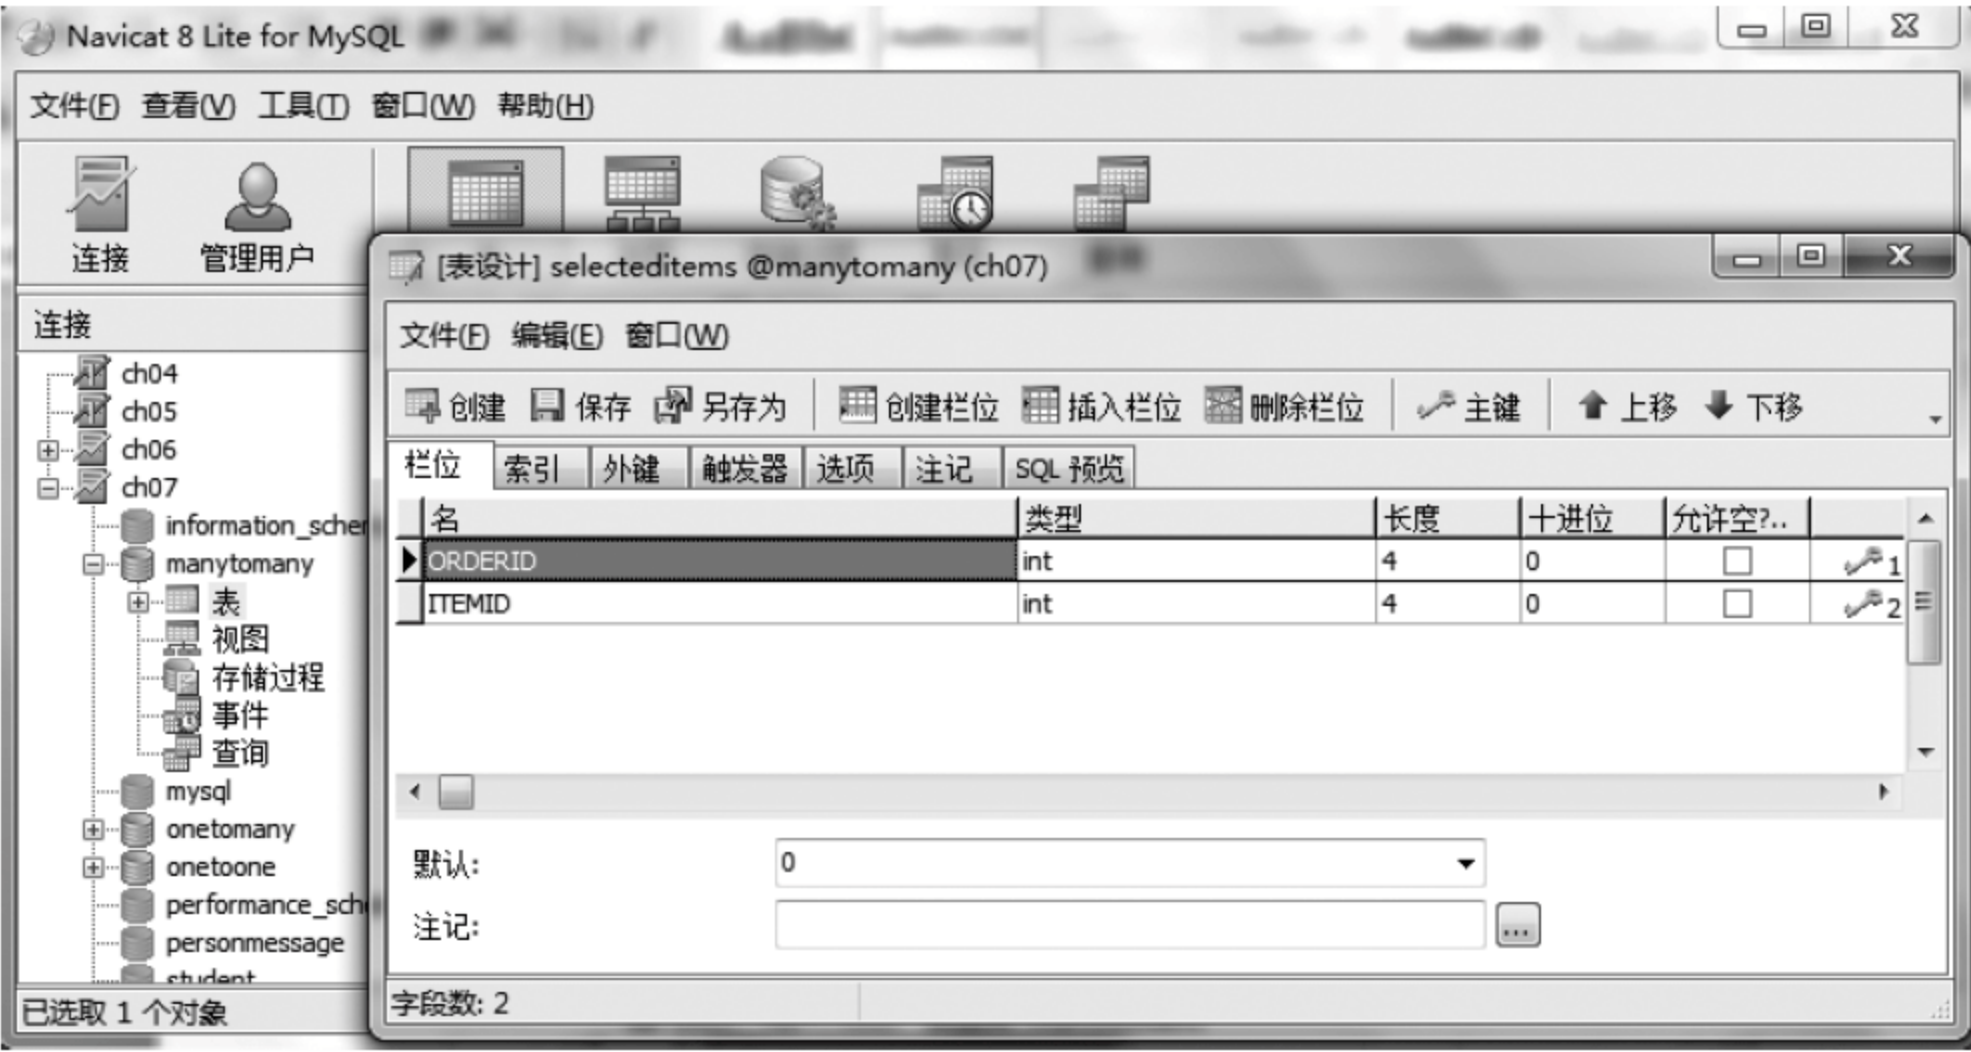 Navicat 8 Lite for MySQL
文件(F) 查看(V) 工具(T) 窗口(W) 帮助(H)
连接 管理用户
连接
ch04
ch05
ch06
ch07
information_scher
manytomany
表
视图
存储过程
事件
查询
mysql
onetomany
onetoone
performance_sch
personmessage
student
已选取 1 个对象
[表设计] selecteditems @manytomany (ch07)
文件(F) 编辑(E) 窗口(W)
创建 保存 另存为 创建栏位 插入栏位 删除栏位 主键 上移 下移
栏位 索引 外键 触发器 选项 注记 SQL 预览
名 类型 长度 十进位 允许空?..
ORDERID int 4 0 1
ITEMID int 4 0 2
默认: 0
注记: ...
字段数: 2